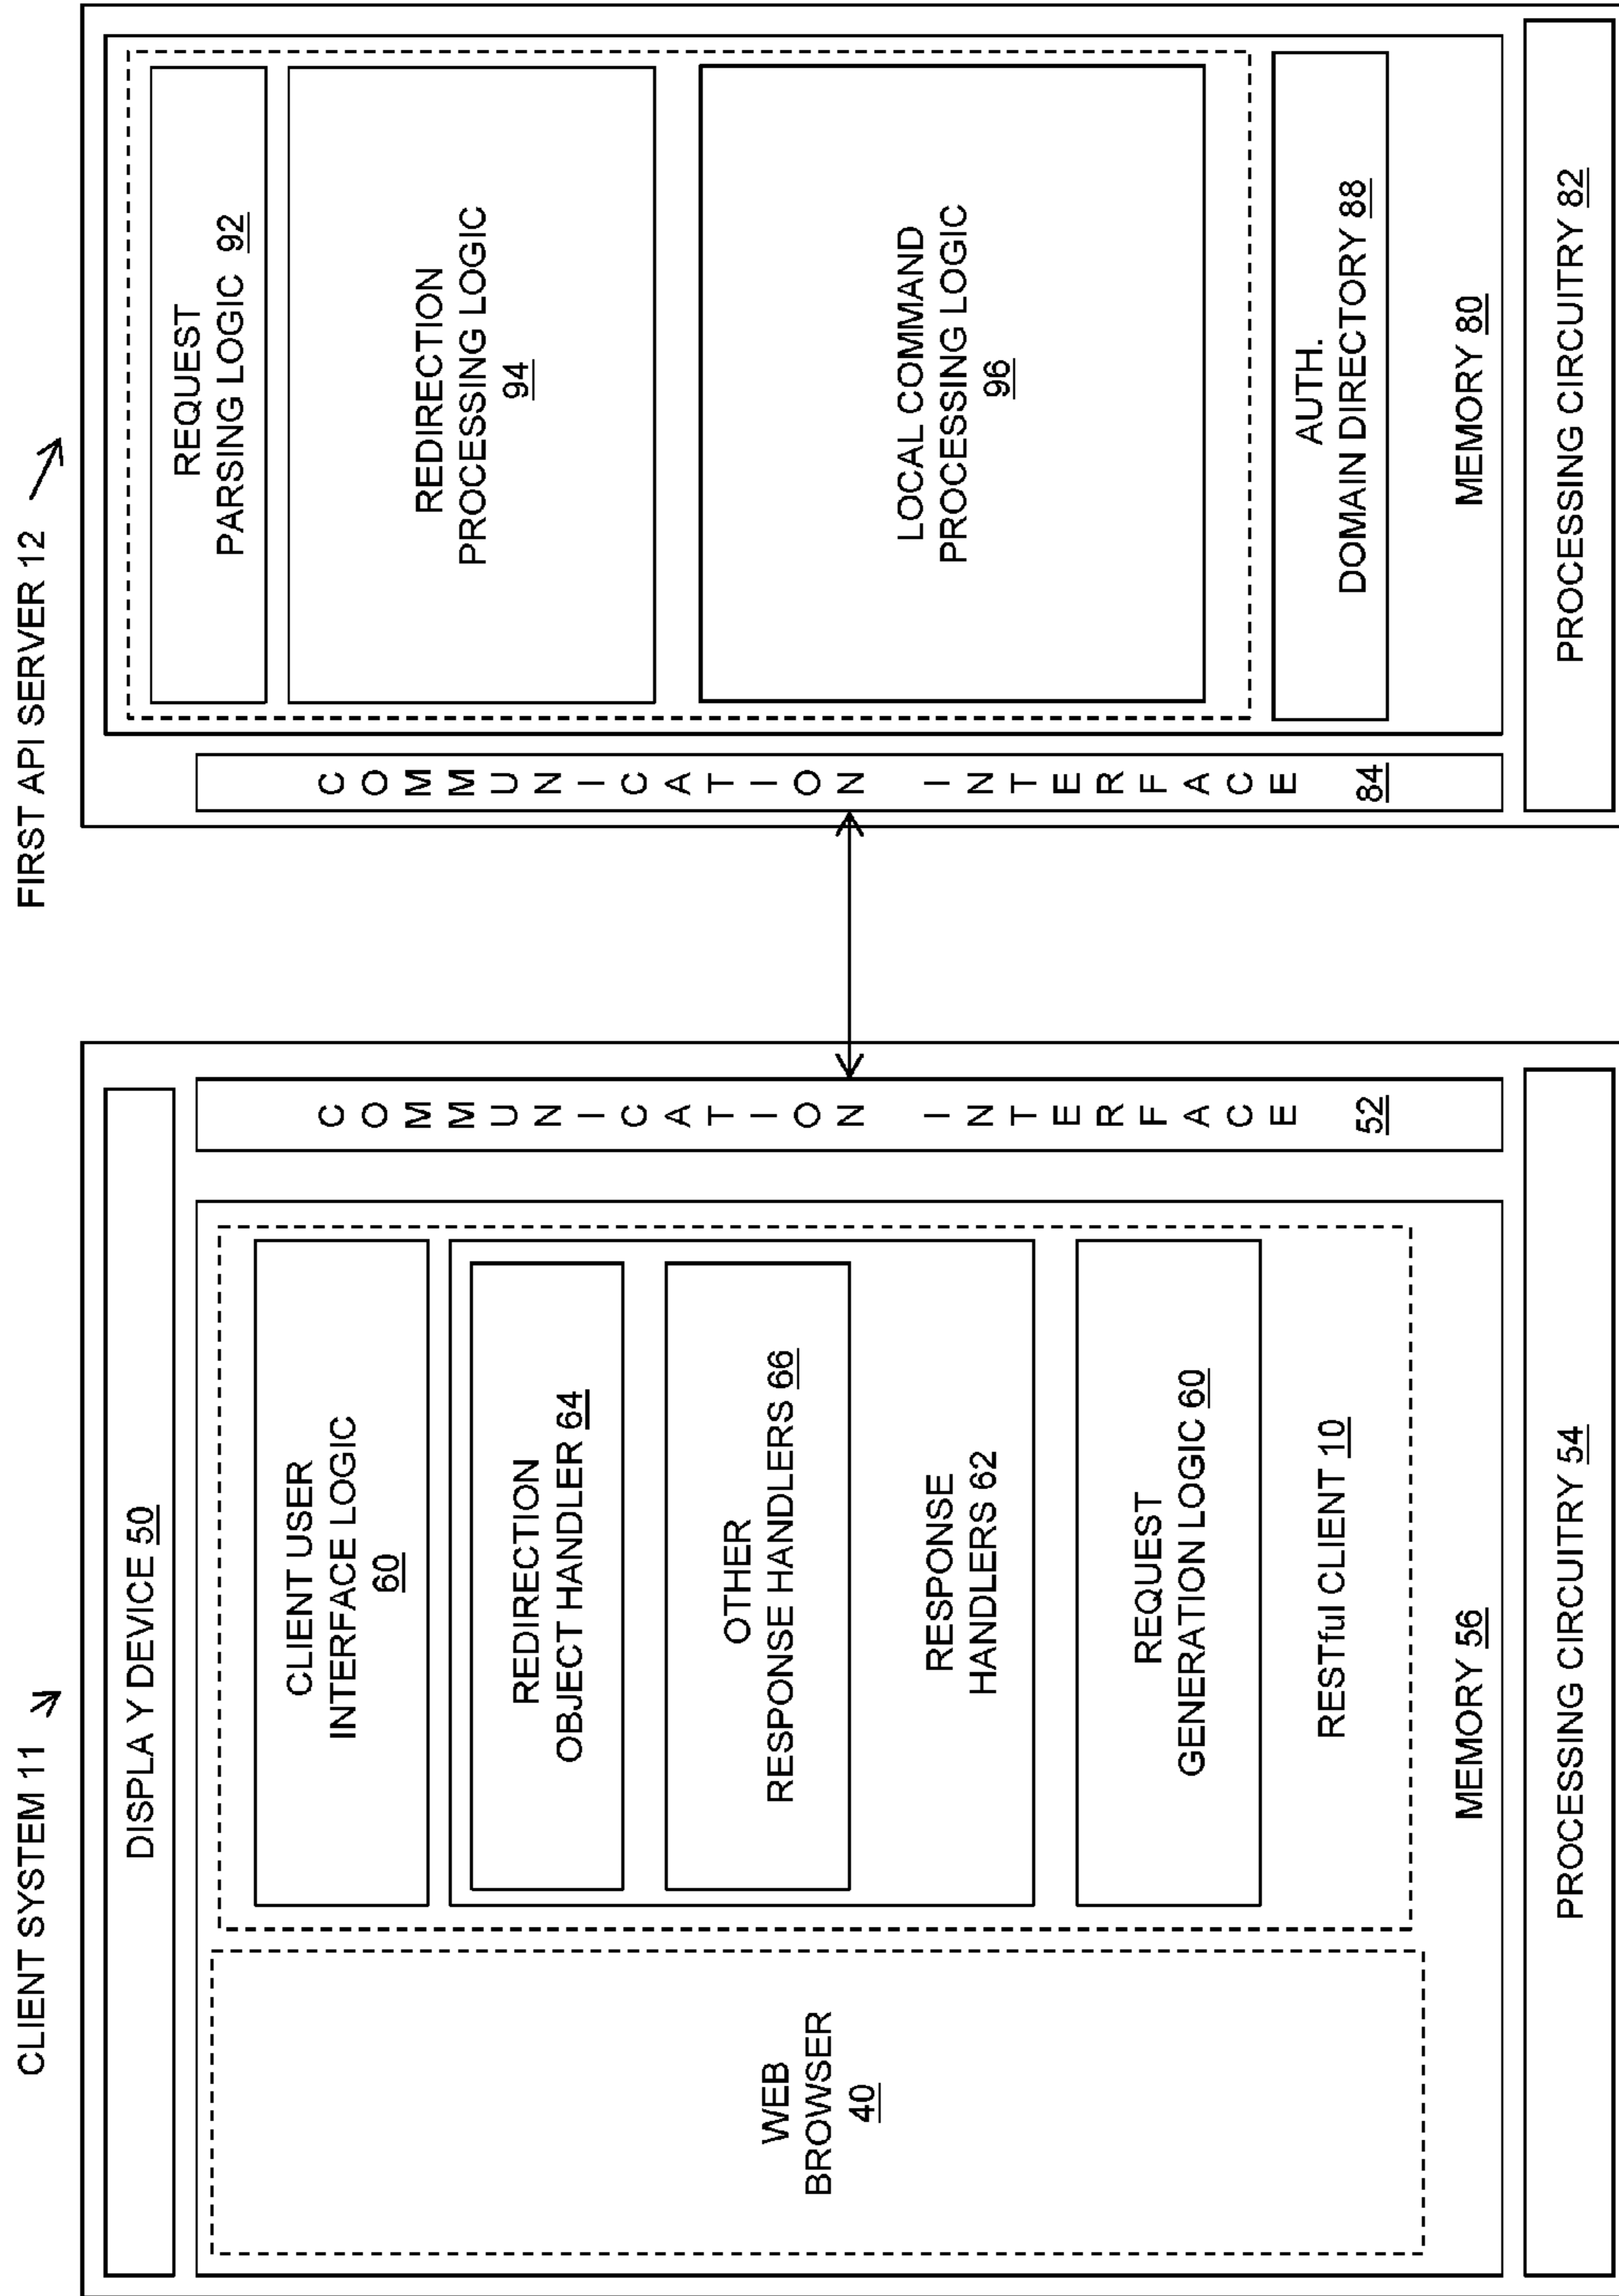 CLIENT SYSTEM 11
DISPLAY DEVICE 50
WEB
BROWSER
40
CLIENT USER
INTERFACE LOGIC
60
REDIRECTION
OBJECT HANDLER 64
OTHER
RESPONSE HANDLERS 66
RESPONSE
HANDLERS 62
REQUEST
GENERATION LOGIC 60
RESTful CLIENT 10
MEMORY 56
COMMUNICATION INTERFACE
52
PROCESSING CIRCUITRY 54
FIRST API SERVER 12
COMMUNICATION INTERFACE
84
REQUEST
PARSING LOGIC 92
REDIRECTION
PROCESSING LOGIC
94
LOCAL COMMAND
PROCESSING LOGIC
96
AUTH.
DOMAIN DIRECTORY 88
MEMORY 80
PROCESSING CIRCUITRY 82